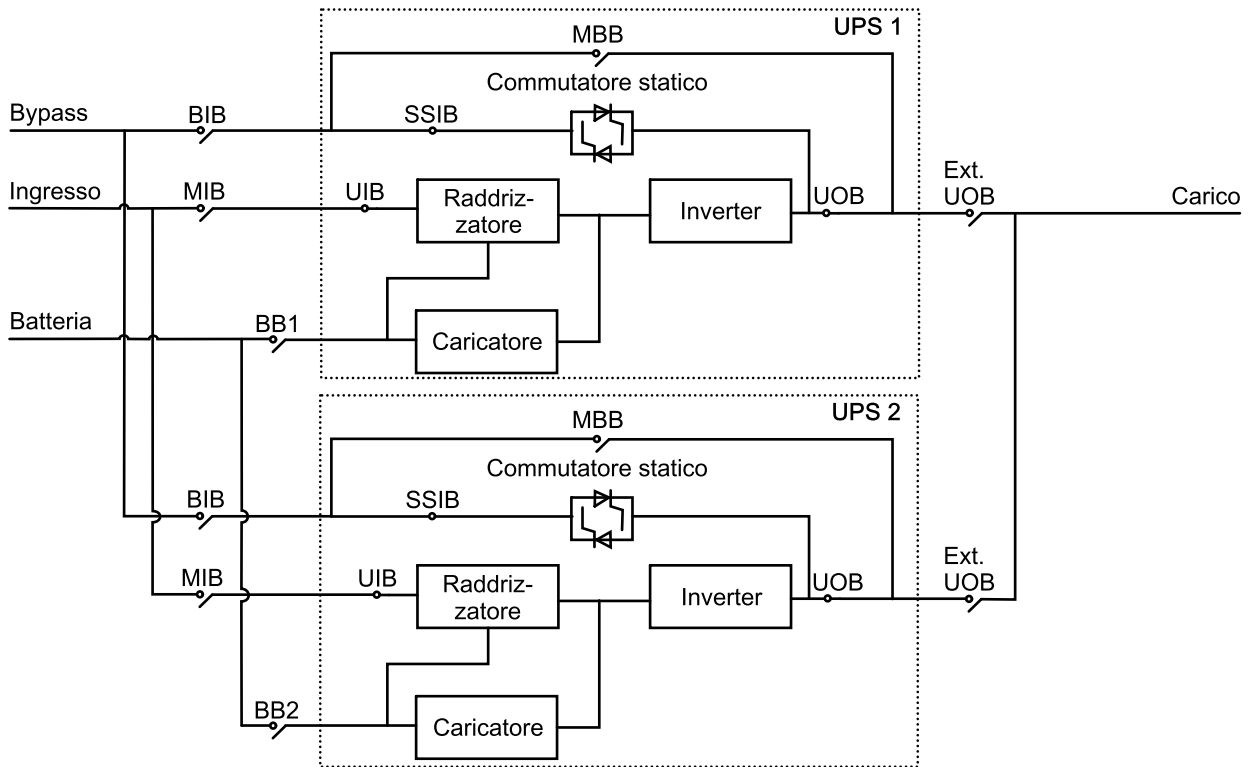 UPS 1
MBB
Commutatore statico
Bypass
BIB
SSIB
Ingresso
MIB
UIB
Raddriz-
zatore
Inverter
UOB
Ext.
UOB
Carico
Batteria
BB1
Caricatore
UPS 2
MBB
Commutatore statico
BIB
SSIB
MIB
UIB
Raddriz-
zatore
Inverter
UOB
Ext.
UOB
BB2
Caricatore